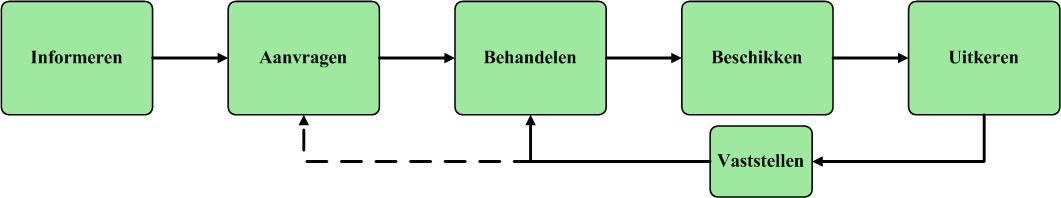 Informeren
Aanvragen
Behandelen
Beschikken
Uitkeren
Vaststellen